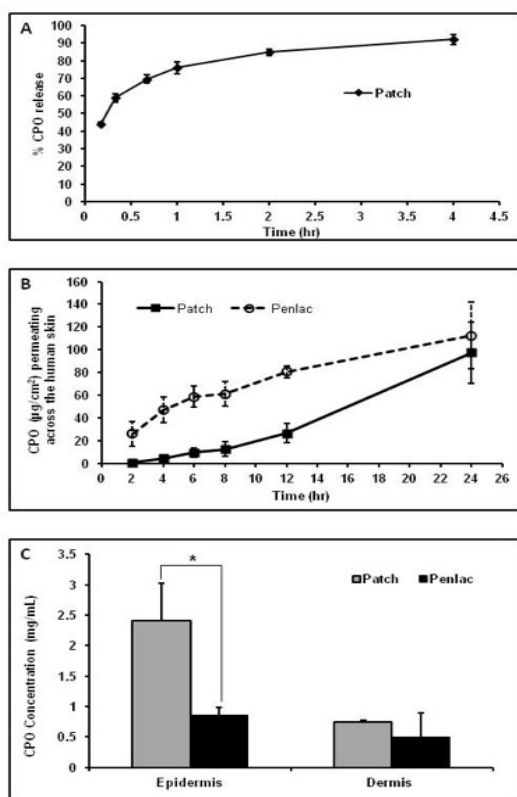 A
100
90
80
70
60
50
40
30
20
10
0
% CPO release
Patch
0.5 1 1.5 2 2.5 3 3.5 4 4.5
Time (hr)
B
Patch Penlac
160
140
120
100
80
60
40
20
0
CPO (µg/cm²) permeating
across the human skin
0 2 4 6 8 10 12 14 16 18 20 22 24 26
Time (hr)
C
3.5
3
2.5
2
1.5
1
0.5
0
CPO Concentration (mg/mL)
*
Patch Penlac
Epidermis Dermis